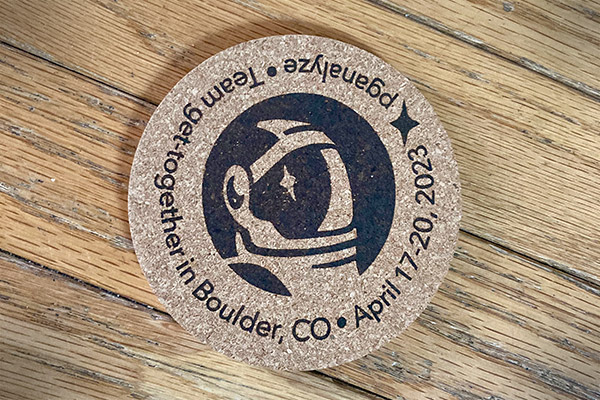 pganalyze • Team get-together in Boulder, CO • April 17-20, 2023